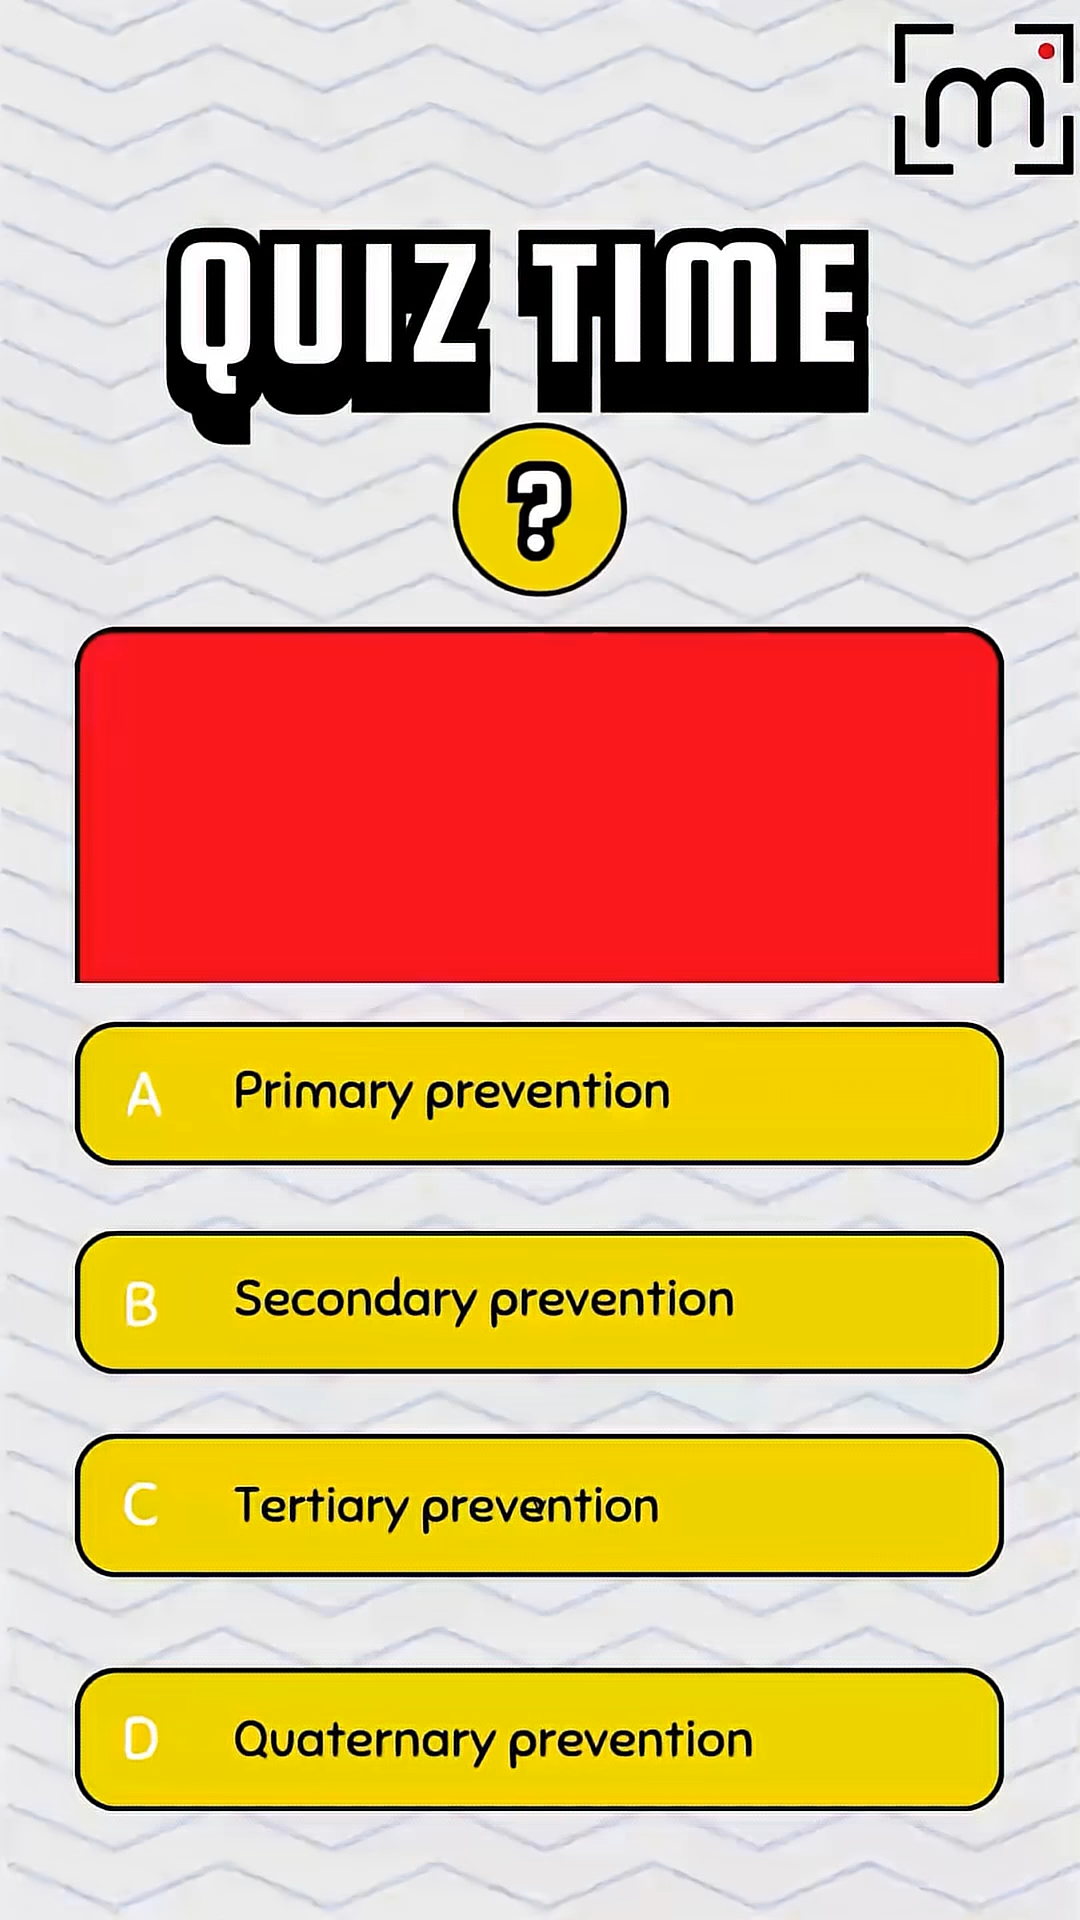 m
QUIZ TIME
?
A Primary prevention
B Secondary prevention
C Tertiary prevention
D Quaternary prevention